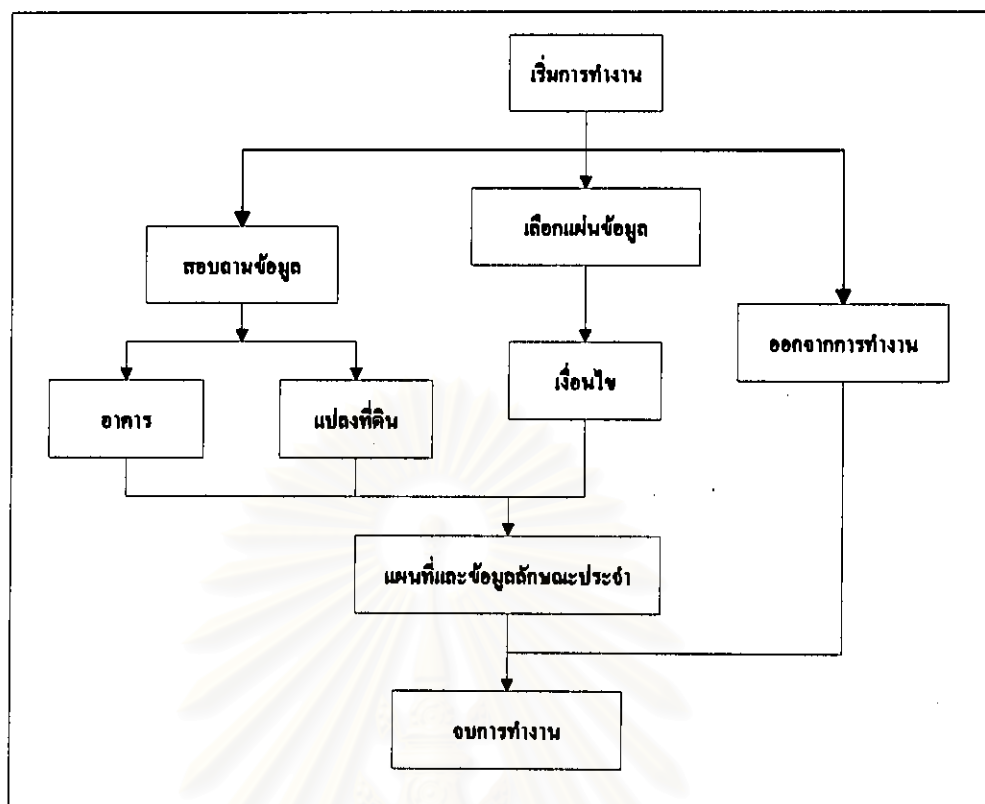 เริ่มการทำงาน
เลือกแผ่นข้อมูล
สอบถามข้อมูล
ออกจากการทำงาน
เงื่อนไข
อาคาร
แปลงที่ดิน
แผนที่และข้อมูลลักษณะประจำ
จบการทำงาน